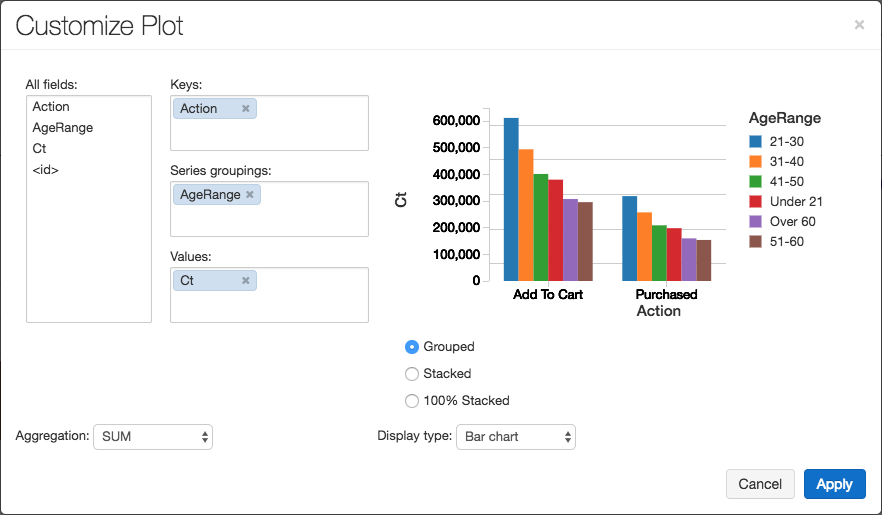 Customize Plot ×
All fields:
Action
AgeRange
Ct
<id>
Keys:
Action ×
Series groupings:
AgeRange ×
Values:
Ct ×
Ct
600,000
500,000
400,000
300,000
200,000
100,000
0
Add To Cart Purchased
Action
AgeRange
21-30
31-40
41-50
Under 21
Over 60
51-60
Grouped
Stacked
100% Stacked
Aggregation: SUM
Display type: Bar chart
Cancel Apply